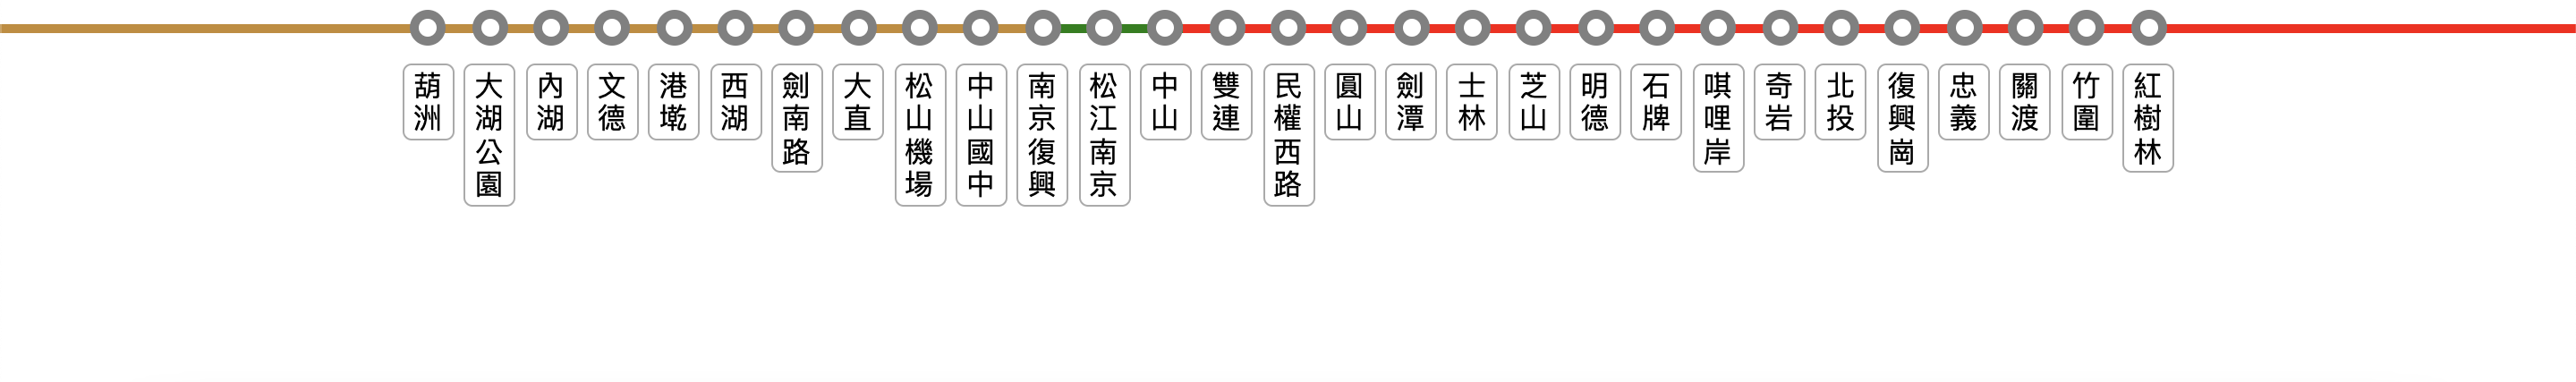 葫洲
大湖公園
內湖
文德
港墘
西湖
劍南路
大直
松山機場
中山國中
南京復興
松江南京
中山
雙連
民權西路
圓山
劍潭
士林
芝山
明德
石牌
唭哩岸
奇岩
北投
復興崗
忠義
關渡
竹圍
紅樹林